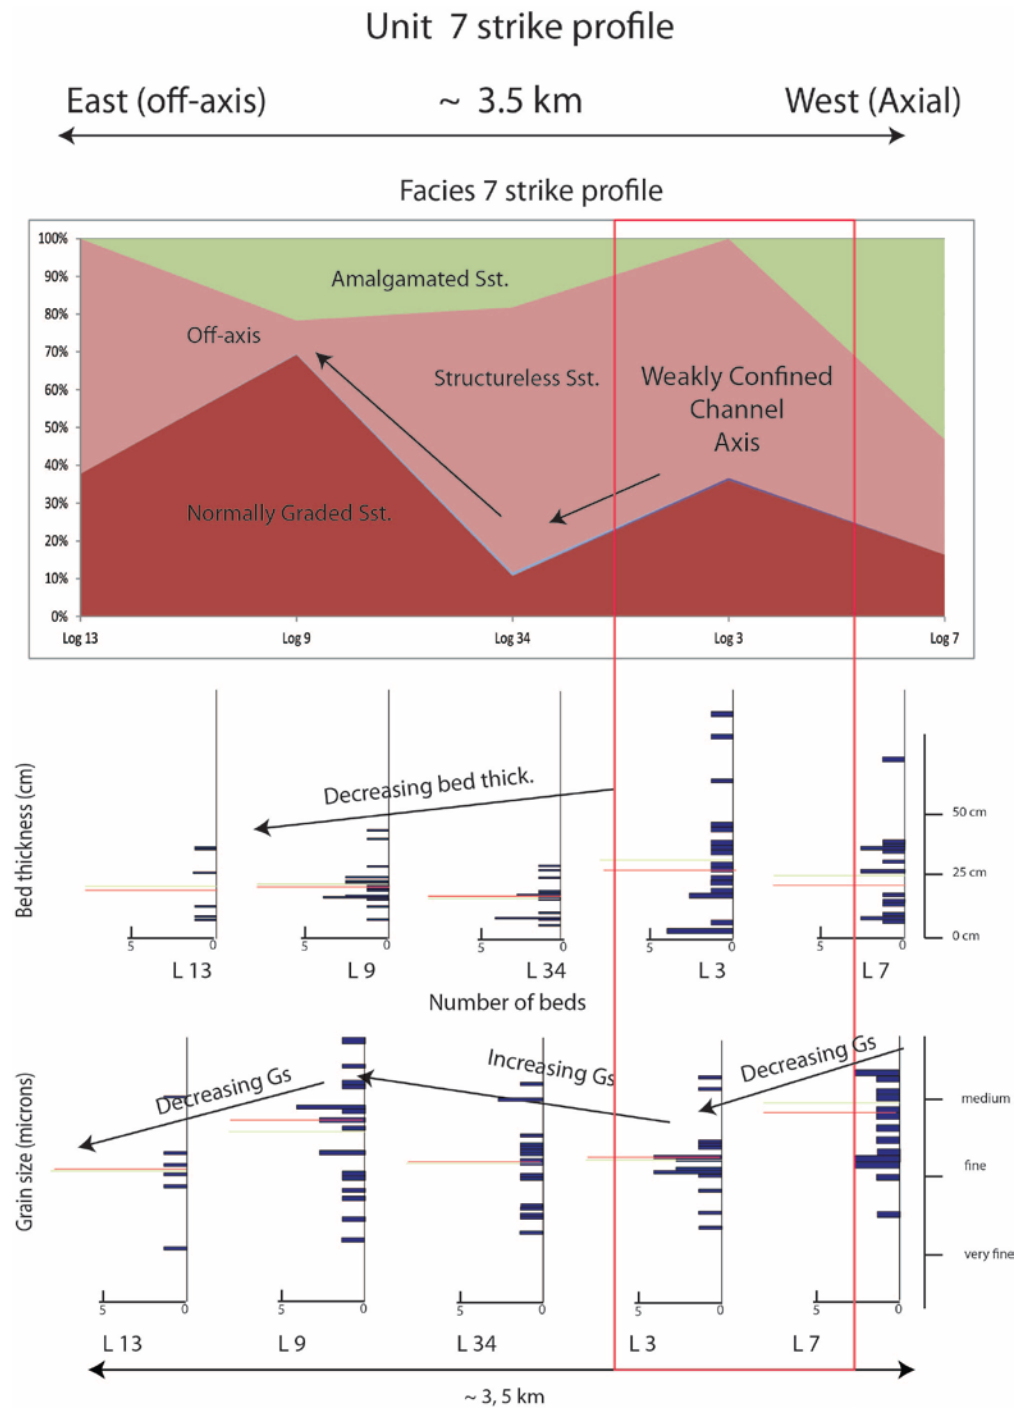 Unit 7 strike profile
East (off-axis)
~ 3.5 km
West (Axial)
Facies 7 strike profile
100%
90%
80%
70%
60%
50%
40%
30%
20%
10%
0%
Amalgamated Sst.
Off-axis
Structureless Sst.
Weakly Confined
Channel
Axis
Normally Graded Sst.
Log 13
Log 9
Log 34
Log 3
Log 7
Bed thickness (cm)
Decreasing bed thick.
50 cm
25 cm
0 cm
5 0
5 0
5 0
5 0
5 0
L 13
L 9
L 34
L 3
L 7
Number of beds
Grain size (microns)
Decreasing Gs
Increasing Gs
Decreasing Gs
medium
fine
very fine
5 0
5 0
5 0
5 0
5 0
L 13
L 9
L 34
L 3
L 7
~ 3, 5 km